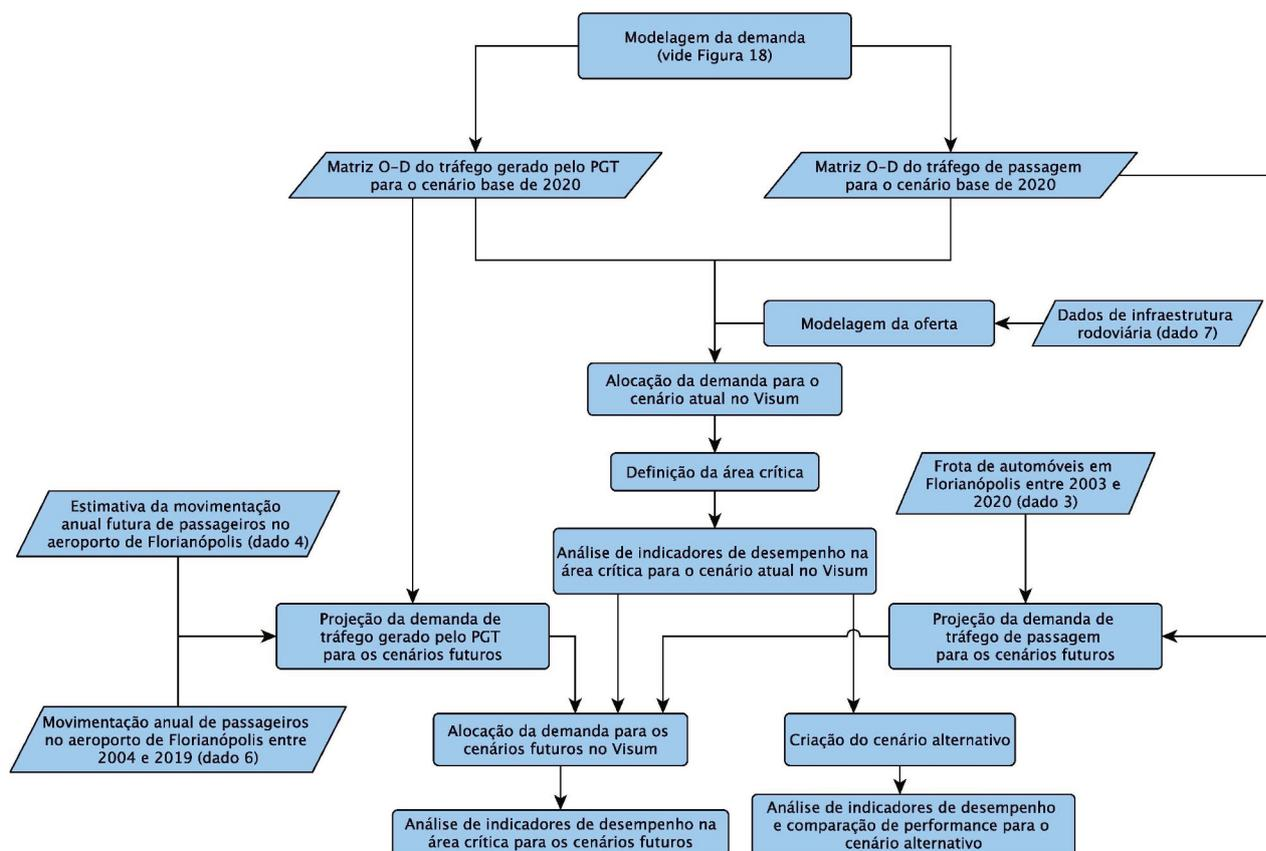 Modelagem da demanda
(vide Figura 18)
Matriz O-D do tráfego gerado pelo PGT
para o cenário base de 2020
Matriz O-D do tráfego de passagem
para o cenário base de 2020
Modelagem da oferta
Dados de infraestrutura
rodoviária (dado 7)
Alocação da demanda para o
cenário atual no Visum
Definição da área crítica
Frota de automóveis em
Florianópolis entre 2003 e
2020 (dado 3)
Estimativa da movimentação
anual futura de passageiros no
aeroporto de Florianópolis (dado 4)
Análise de indicadores de desempenho na
área crítica para o cenário atual no Visum
Projeção da demanda de
tráfego gerado pelo PGT
para os cenários futuros
Projeção da demanda de
tráfego de passagem
para os cenários futuros
Movimentação anual de passageiros
no aeroporto de Florianópolis entre
2004 e 2019 (dado 6)
Alocação da demanda para os
cenários futuros no Visum
Criação do cenário alternativo
Análise de indicadores de desempenho na
área crítica para os cenários futuros
Análise de indicadores de desempenho
e comparação de performance para o
cenário alternativo